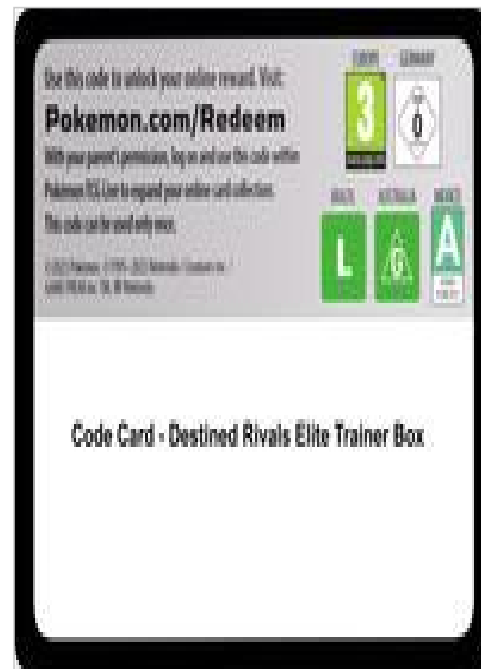 Use this code to unlock your online reward. Visit:
Pokemon.com/Redeem
With your parent's permission, log on and use this code within
Pokémon TCG Live to expand your online card collection.
This code can be used only once.
EUROPE GERMANY
3
0
BRAZIL AUSTRALIA MEXICO
L
G
A
Code Card - Destined Rivals Elite Trainer Box